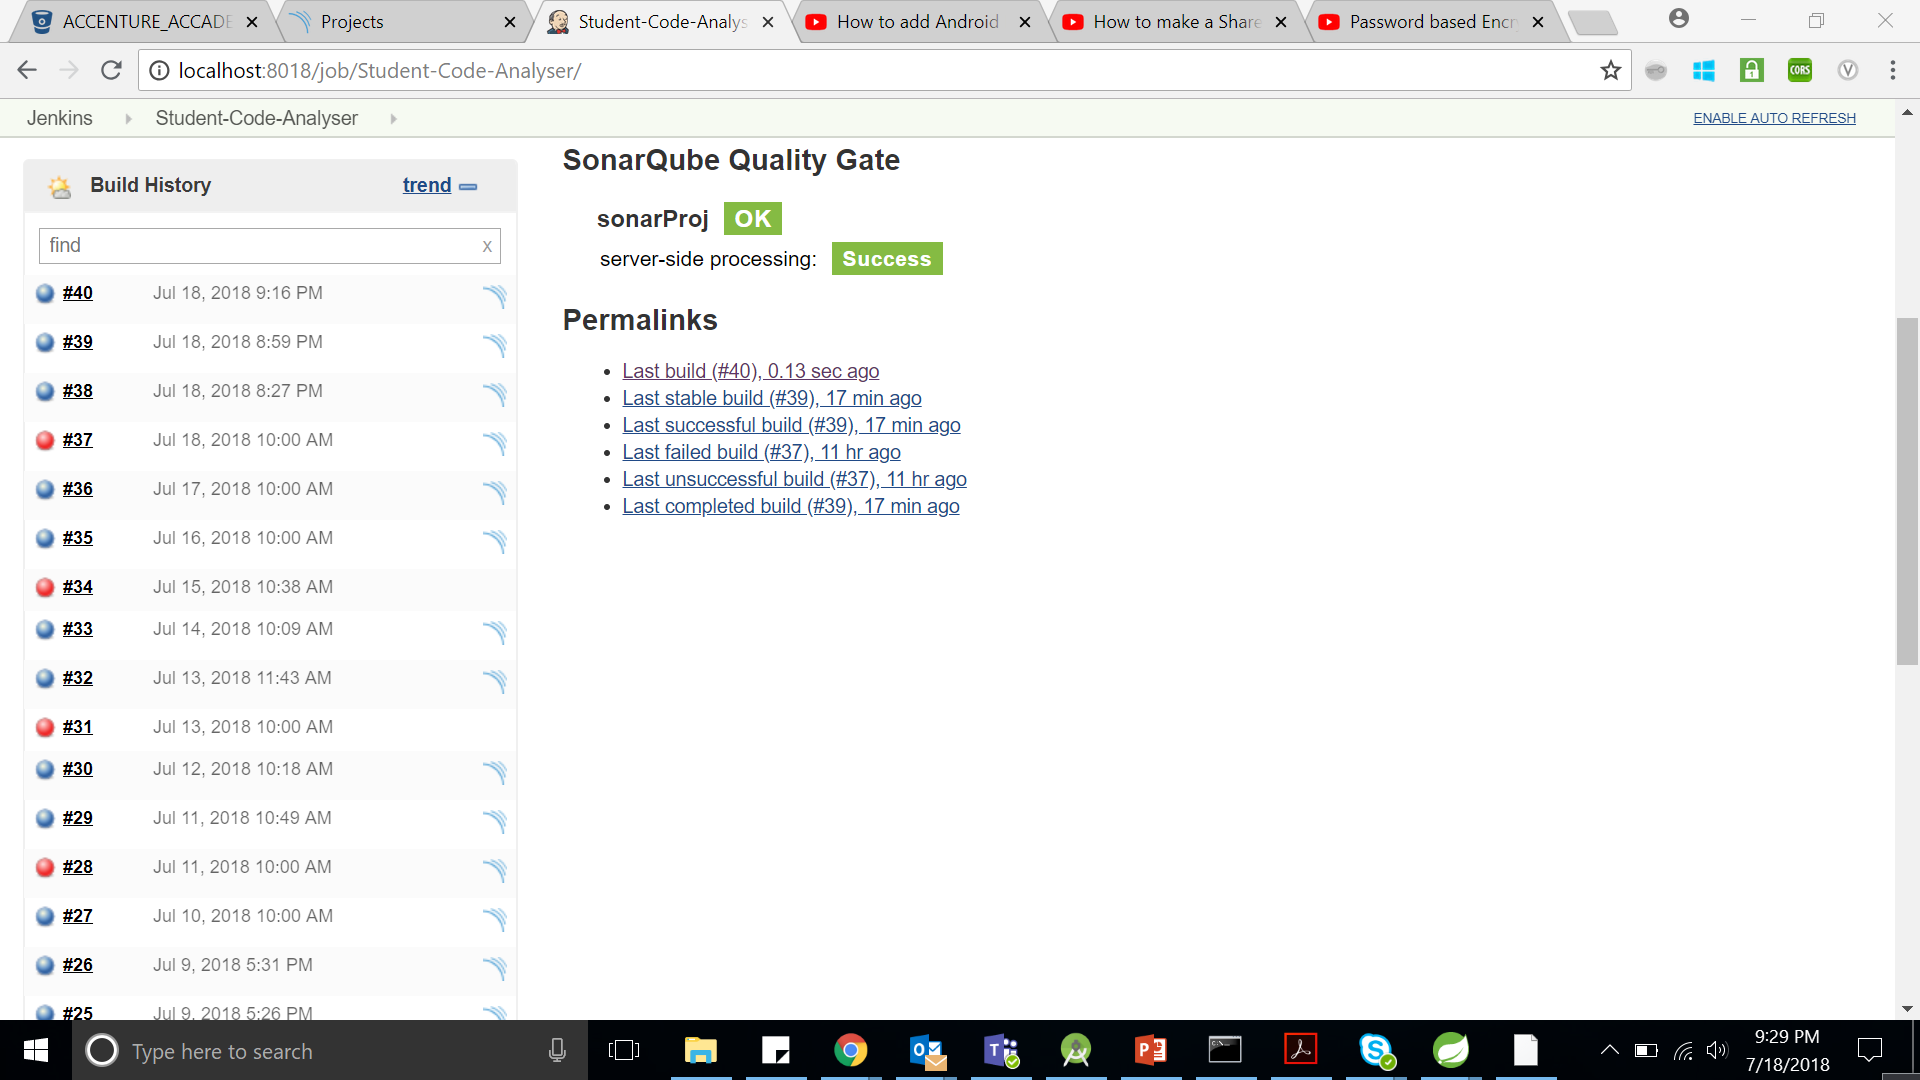 ACCENTURE_ACCADE
Projects
Student-Code-Analys
How to add Android
How to make a Share
Password based Encr
localhost:8018/job/Student-Code-Analyser/
CORS
V
Jenkins
Student-Code-Analyser
ENABLE AUTO REFRESH
Build History
trend
find
x
#40 Jul 18, 2018 9:16 PM
#39 Jul 18, 2018 8:59 PM
#38 Jul 18, 2018 8:27 PM
#37 Jul 18, 2018 10:00 AM
#36 Jul 17, 2018 10:00 AM
#35 Jul 16, 2018 10:00 AM
#34 Jul 15, 2018 10:38 AM
#33 Jul 14, 2018 10:09 AM
#32 Jul 13, 2018 11:43 AM
#31 Jul 13, 2018 10:00 AM
#30 Jul 12, 2018 10:18 AM
#29 Jul 11, 2018 10:49 AM
#28 Jul 11, 2018 10:00 AM
#27 Jul 10, 2018 10:00 AM
#26 Jul 9, 2018 5:31 PM
#25 Jul 9, 2018 5:26 PM
SonarQube Quality Gate
sonarProj OK
server-side processing: Success
Permalinks
Last build (#40), 0.13 sec ago
Last stable build (#39), 17 min ago
Last successful build (#39), 17 min ago
Last failed build (#37), 11 hr ago
Last unsuccessful build (#37), 11 hr ago
Last completed build (#39), 17 min ago
Type here to search
9:29 PM
7/18/2018